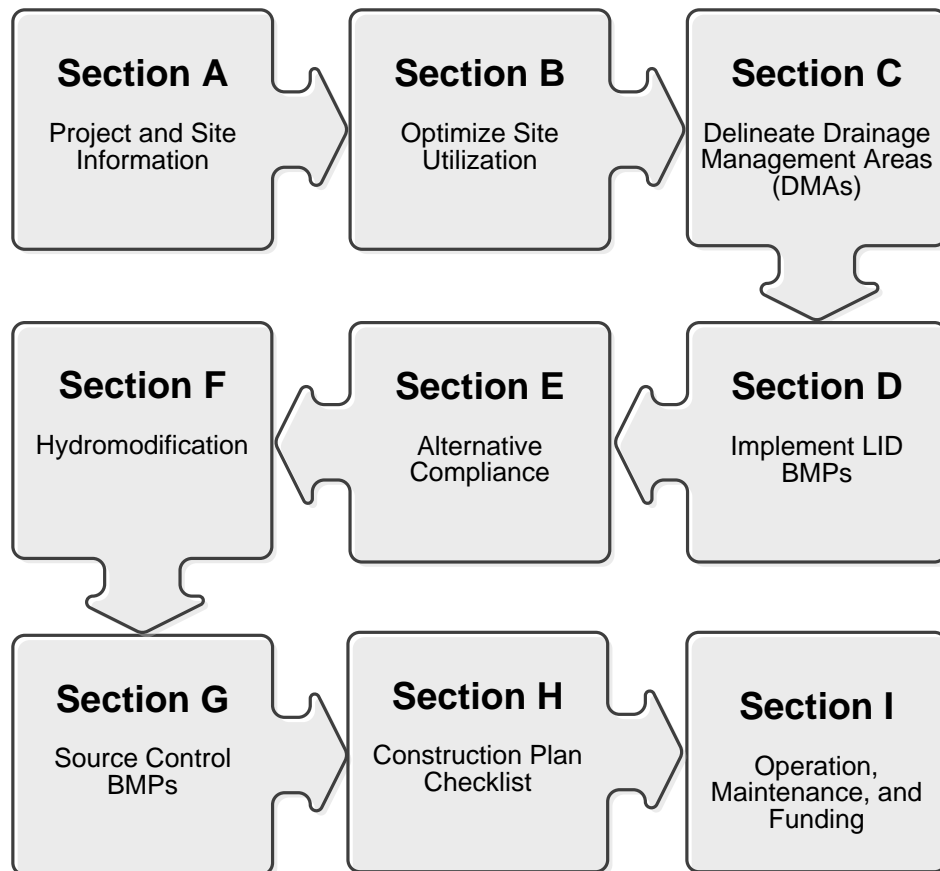 Section A
Project and Site
Information
Section B
Optimize Site
Utilization
Section C
Delineate Drainage
Management Areas
(DMAs)
Section D
Implement LID
BMPs
Section E
Alternative
Compliance
Section F
Hydromodification
Section G
Source Control
BMPs
Section H
Construction Plan
Checklist
Section I
Operation,
Maintenance, and
Funding